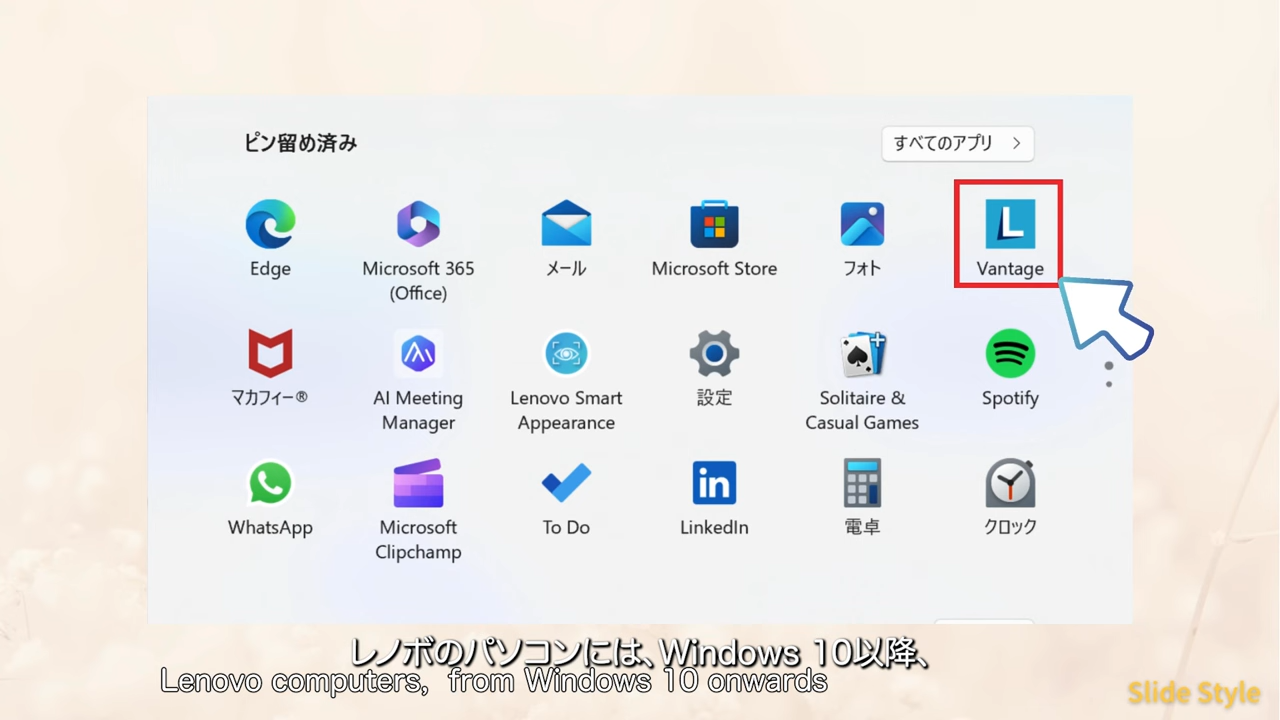 ピン留め済み
すべてのアプリ >
Edge
Microsoft 365
(Office)
メール
Microsoft Store
フォト
L
Vantage
マカフィー®
AI Meeting
Manager
Lenovo Smart
Appearance
設定
Solitaire &
Casual Games
Spotify
WhatsApp
Microsoft
Clipchamp
To Do
in
LinkedIn
電卓
クロック
レノボのパソコンには、Windows 10以降、
Lenovo computers, from Windows 10 onwards
Slide Style